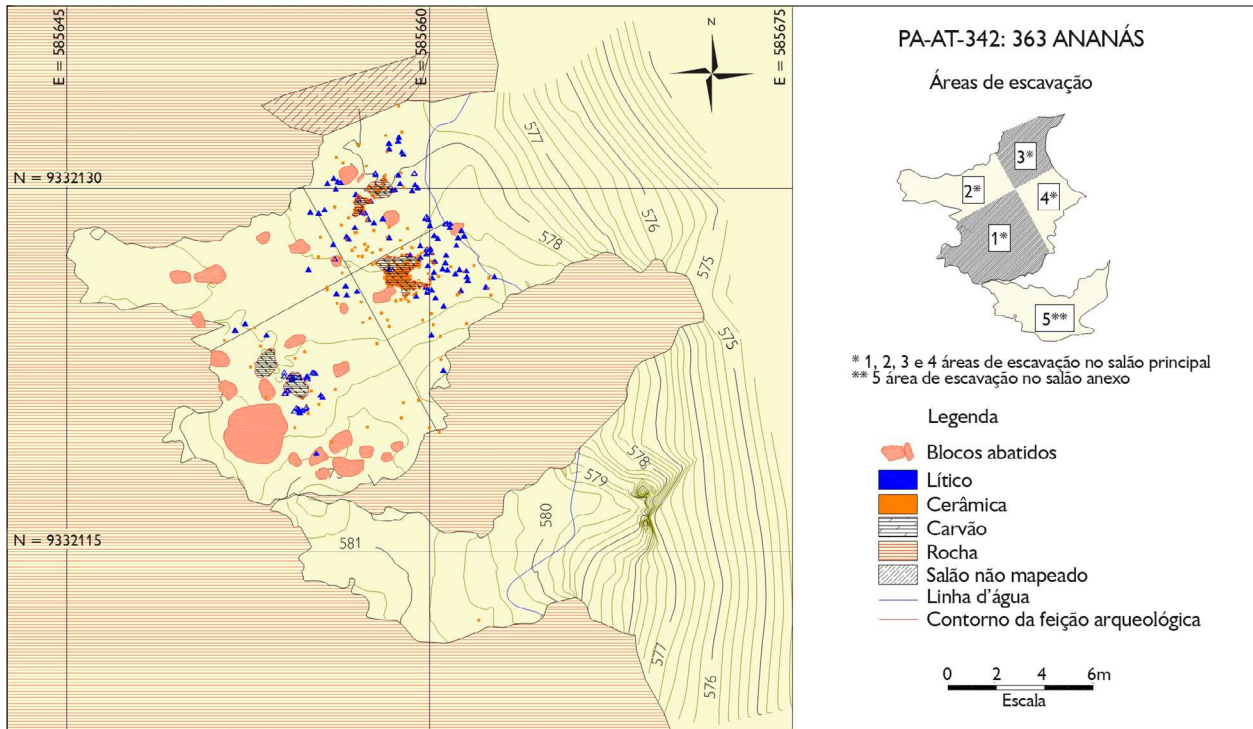 E = 585645
E = 585660
E = 585675
N
577
N = 9332130
576
578
575
575
578
579
580
N = 9332115
581
577
576
PA-AT-342: 363 ANANÁS
Áreas de escavação
3*
2*
4*
1*
5**
* 1, 2, 3 e 4 áreas de escavação no salão principal
** 5 área de escavação no salão anexo
Legenda
Blocos abatidos
Lítico
Cerâmica
Carvão
Rocha
Salão não mapeado
Linha d'água
Contorno da feição arqueológica
0 2 4 6m
Escala